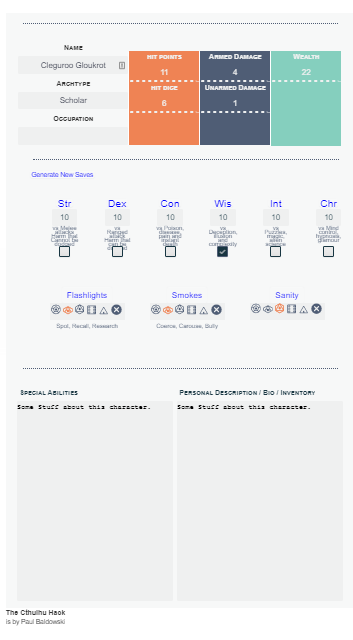 NAME
HIT POINTS
ARMED DAMAGE
WEALTH
Cleguroo Gloukrot
11
4
22
ARCHTYPE
HIT DICE
UNARMED DAMAGE
Scholar
6
1
OCCUPATION
Generate New Saves
Str
Dex
Con
Wis
Int
Chr
10
10
10
10
10
10
vs Melee attacks Harm that Cannot be dodged
vs Ranged attack Harm that can be dodged
vs Poison, disease, pain and instant death
vs Deception, illusion and
vs Puzzles, magic, alien science
vs Mind control, hypnosis, glamour
Flashlights
Smokes
Sanity
Spot, Recall, Research
Coerce, Carouse, Bully
SPECIAL ABILITIES
PERSONAL DESCRIPTION / BIO / INVENTORY
Some Stuff about this character.
Some Stuff about this character.
The Cthulhu Hack
is by Paul Baldowski